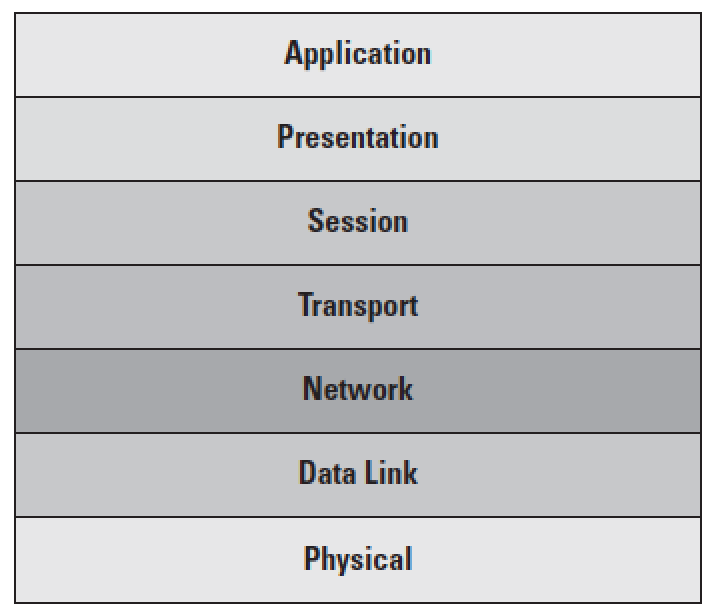 Application
Presentation
Session
Transport
Network
Data Link
Physical